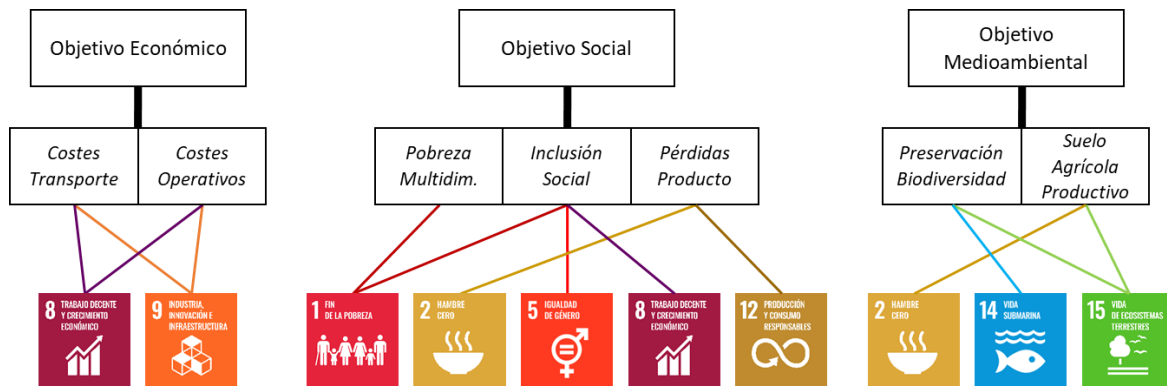 Objetivo Económico
Objetivo Social
Objetivo
Medioambiental
Costes
Transporte
Costes
Operativos
Pobreza
Multidim.
Inclusión
Social
Pérdidas
Producto
Preservación
Biodiversidad
Suelo
Agrícola
Productivo
8 TRABAJO DECENTE
Y CRECIMIENTO
ECONÓMICO
9 INDUSTRIA,
INNOVACIÓN E
INFRAESTRUCTURA
1 FIN
DE LA POBREZA
2 HAMBRE
CERO
5 IGUALDAD
DE GÉNERO
8 TRABAJO DECENTE
Y CRECIMIENTO
ECONÓMICO
12 PRODUCCIÓN
Y CONSUMO
RESPONSABLES
2 HAMBRE
CERO
14 VIDA
SUBMARINA
15 VIDA
DE ECOSISTEMAS
TERRESTRES